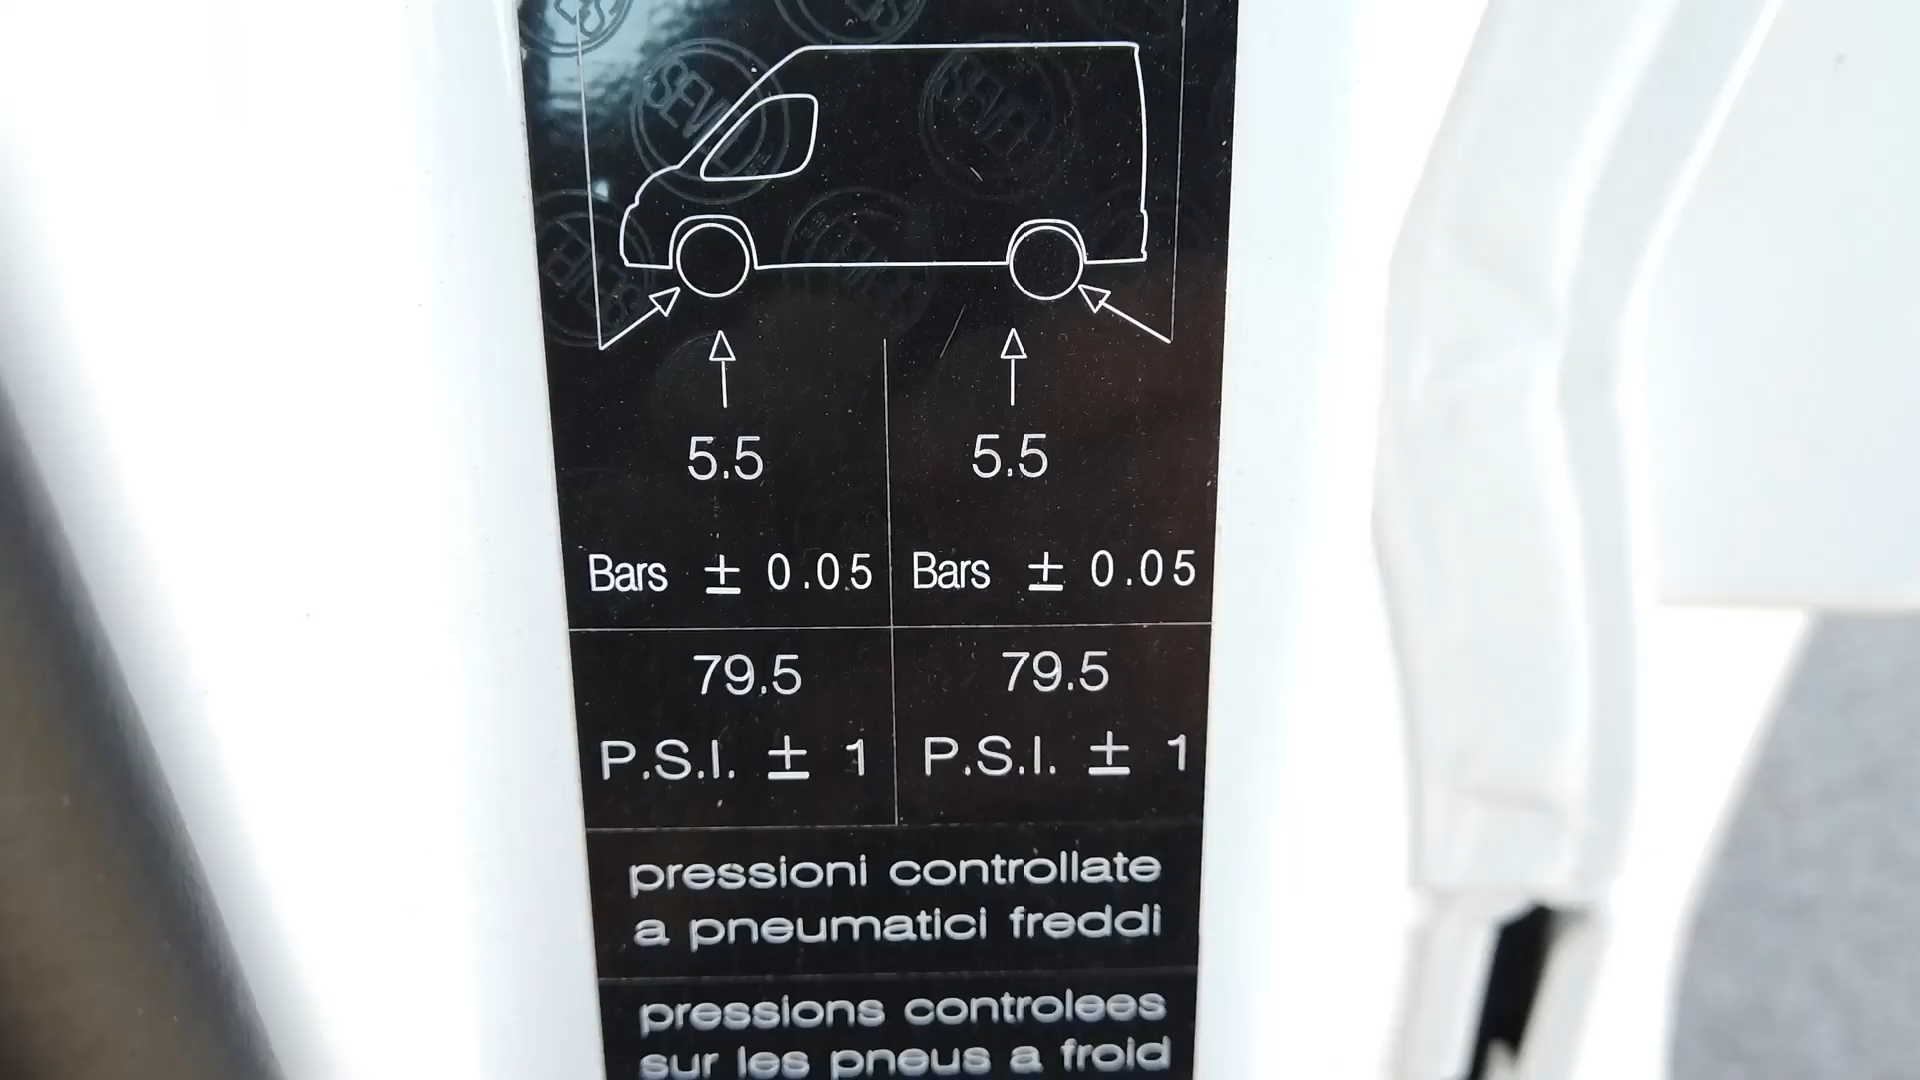 5.5 5.5
Bars ± 0.05 Bars ± 0.05
79.5 79.5
P.S.I. ± 1 P.S.I. ± 1
pressioni controllate
a pneumatici freddi
pressions controlees
sur les pneus a froid